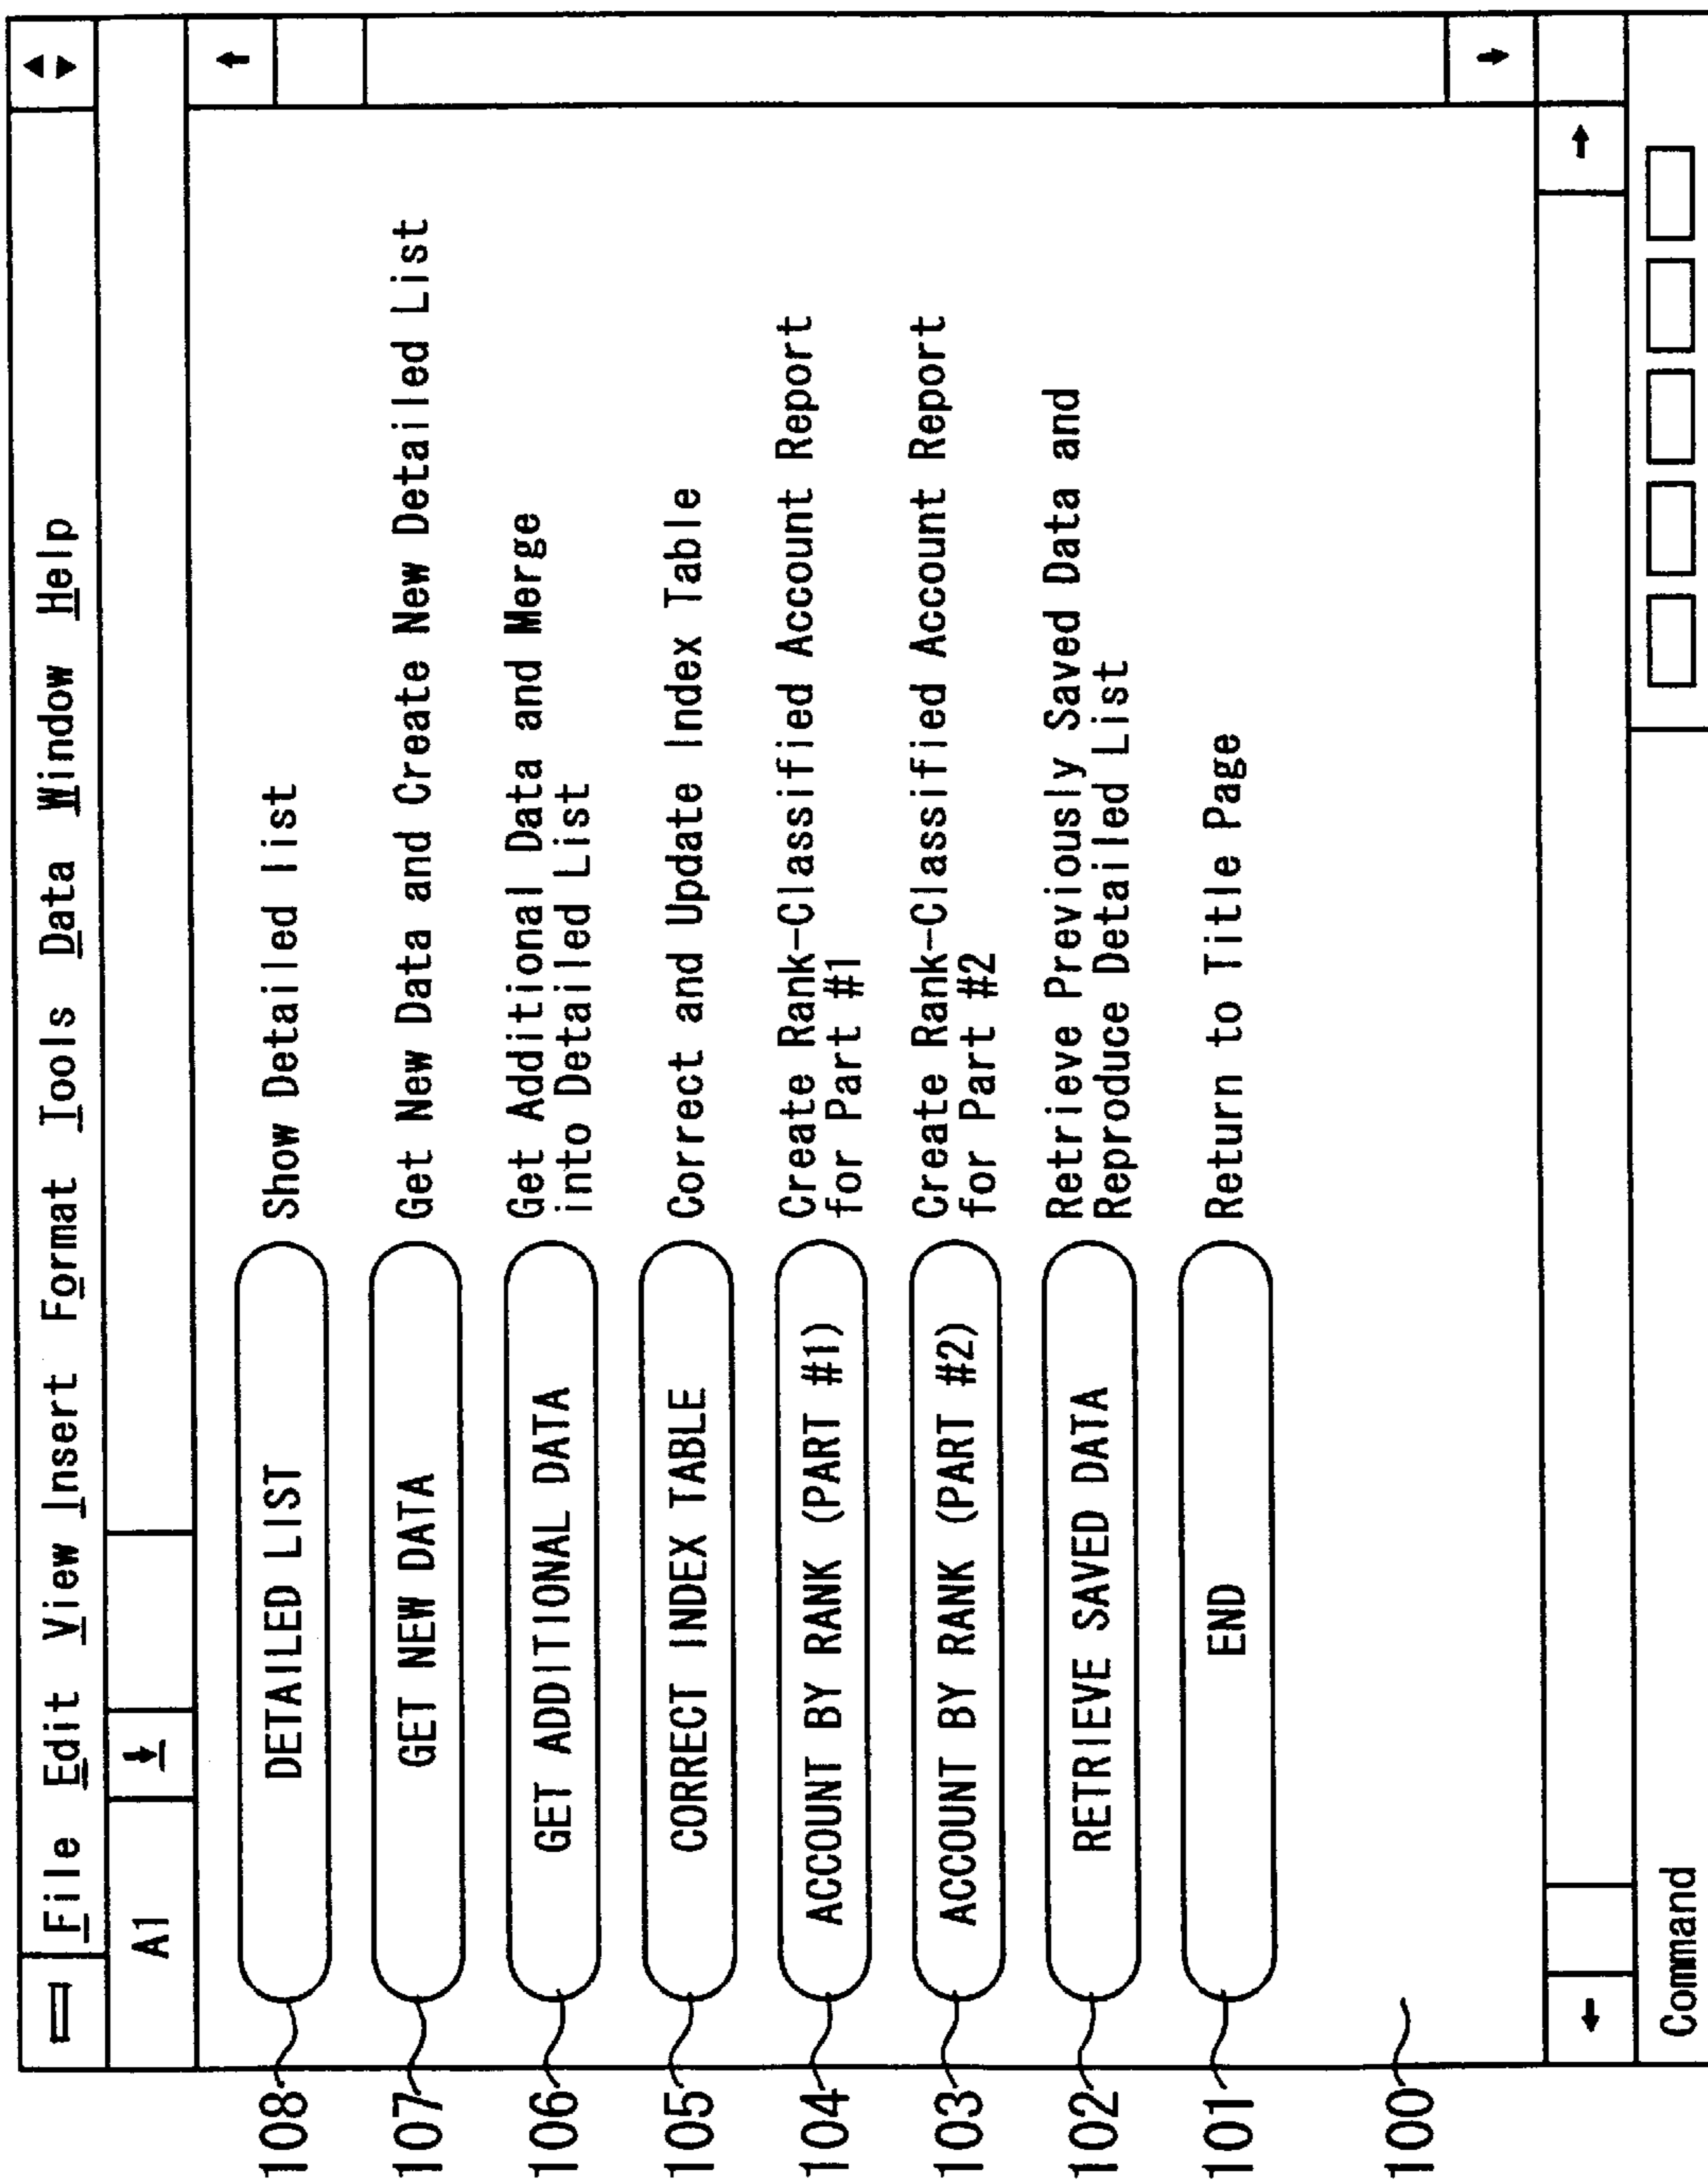 File Edit View Insert Format Tools Data Window Help
A1
108 DETAILED LIST Show Detailed list
107 GET NEW DATA Get New Data and Create New Detailed List
106 GET ADDITIONAL DATA Get Additional Data and Merge
into Detailed List
105 CORRECT INDEX TABLE Correct and Update Index Table
104 ACCOUNT BY RANK (PART #1) Create Rank-Classified Account Report
for Part #1
103 ACCOUNT BY RANK (PART #2) Create Rank-Classified Account Report
for Part #2
102 RETRIEVE SAVED DATA Retrieve Previously Saved Data and
Reproduce Detailed List
101 END Return to Title Page
100
Command